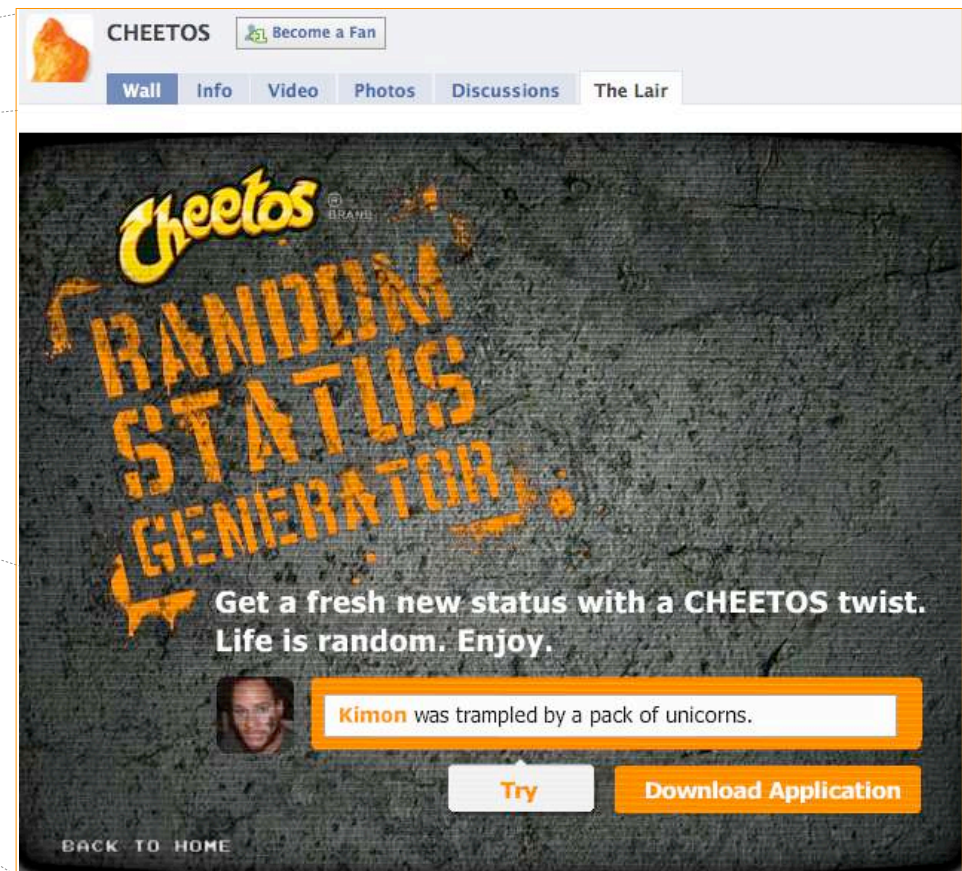 CHEETOS Become a Fan
Wall Info Video Photos Discussions The Lair
Cheetos ® BRAND
RANDOM
STATUS
GENERATOR
Get a fresh new status with a CHEETOS twist.
Life is random. Enjoy.
Kimon was trampled by a pack of unicorns.
Try Download Application
BACK TO HOME